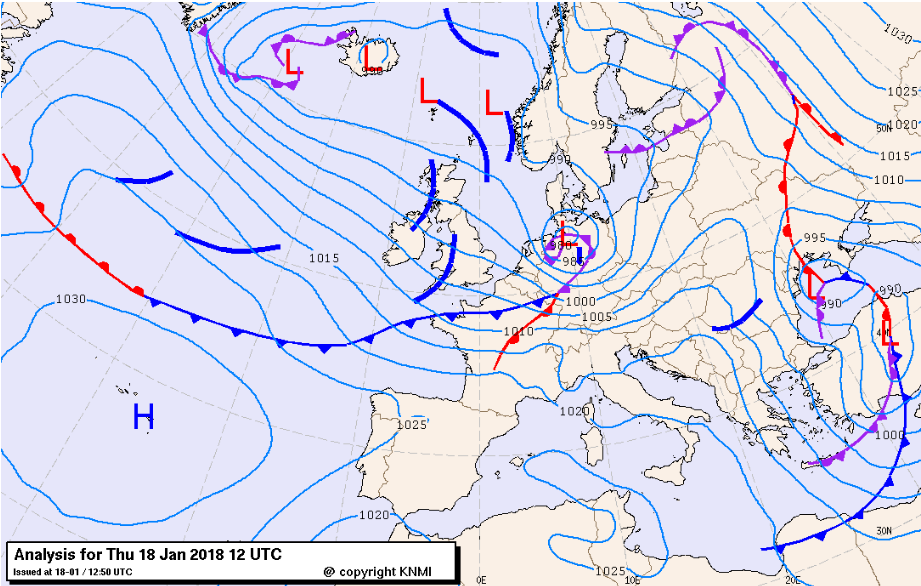 1030
1025
1020
50N
1015
1010
995
990
990
995
980
985
1015
1030
1000
1005
1010
990
990
40N
1020
1025
1000
1020
1025
30N
L
L
L
L
L
L
L
H
Analysis for Thu 18 Jan 2018 12 UTC
Issued at 18-01 / 12:50 UTC
@ copyright KNMI
0E
10E
20E